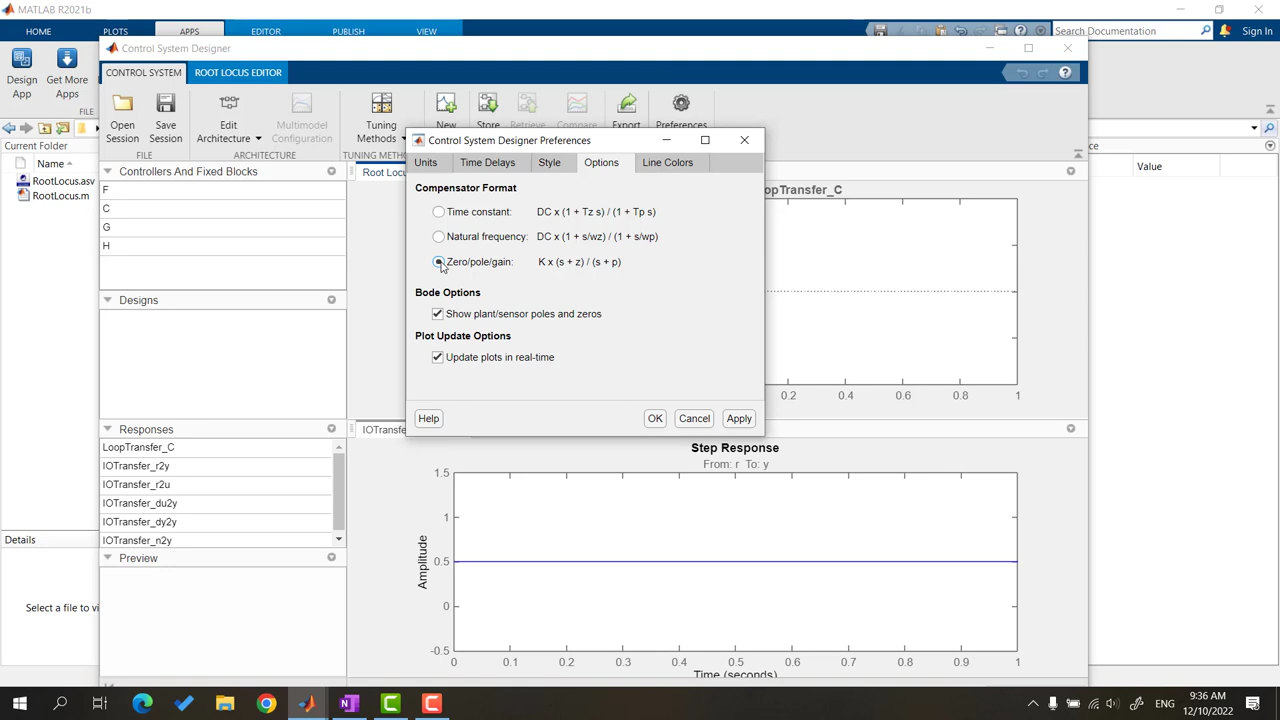 MATLAB R2021b
HOME PLOTS APPS EDITOR PUBLISH VIEW Search Documentation Sign In
Control System Designer
CONTROL SYSTEM ROOT LOCUS EDITOR
Design App
Get More Apps
Open Session
Save Session
Edit Architecture
Multimodel Configuration
Tuning Methods
New
Store
Retrieve
Compare
Export
Preferences
FILE
FILE ARCHITECTURE TUNING METHODS
Current Folder
Name
RootLocus.asv
RootLocus.m
Details
Select a file to vi
Value
Controllers And Fixed Blocks
F
C
G
H
Designs
Responses
LoopTransfer_C
IOTransfer_r2y
IOTransfer_r2u
IOTransfer_du2y
IOTransfer_dy2y
IOTransfer_n2y
Preview
Control System Designer Preferences
Units Time Delays Style Options Line Colors
Compensator Format
Time constant: DC x (1 + Tz s) / (1 + Tp s)
Natural frequency: DC x (1 + s/wz) / (1 + s/wp)
Zero/pole/gain: K x (s + z) / (s + p)
Bode Options
Show plant/sensor poles and zeros
Plot Update Options
Update plots in real-time
Help OK Cancel Apply
Root Locu
opTransfer_C
0.2 0.4 0.6 0.8 1
IOTransfe
Step Response
From: r To: y
Amplitude
1.5
1
0.5
0
-0.5
0 0.1 0.2 0.3 0.4 0.5 0.6 0.7 0.8 0.9 1
Time (seconds)
ENG
9:36 AM
12/10/2022